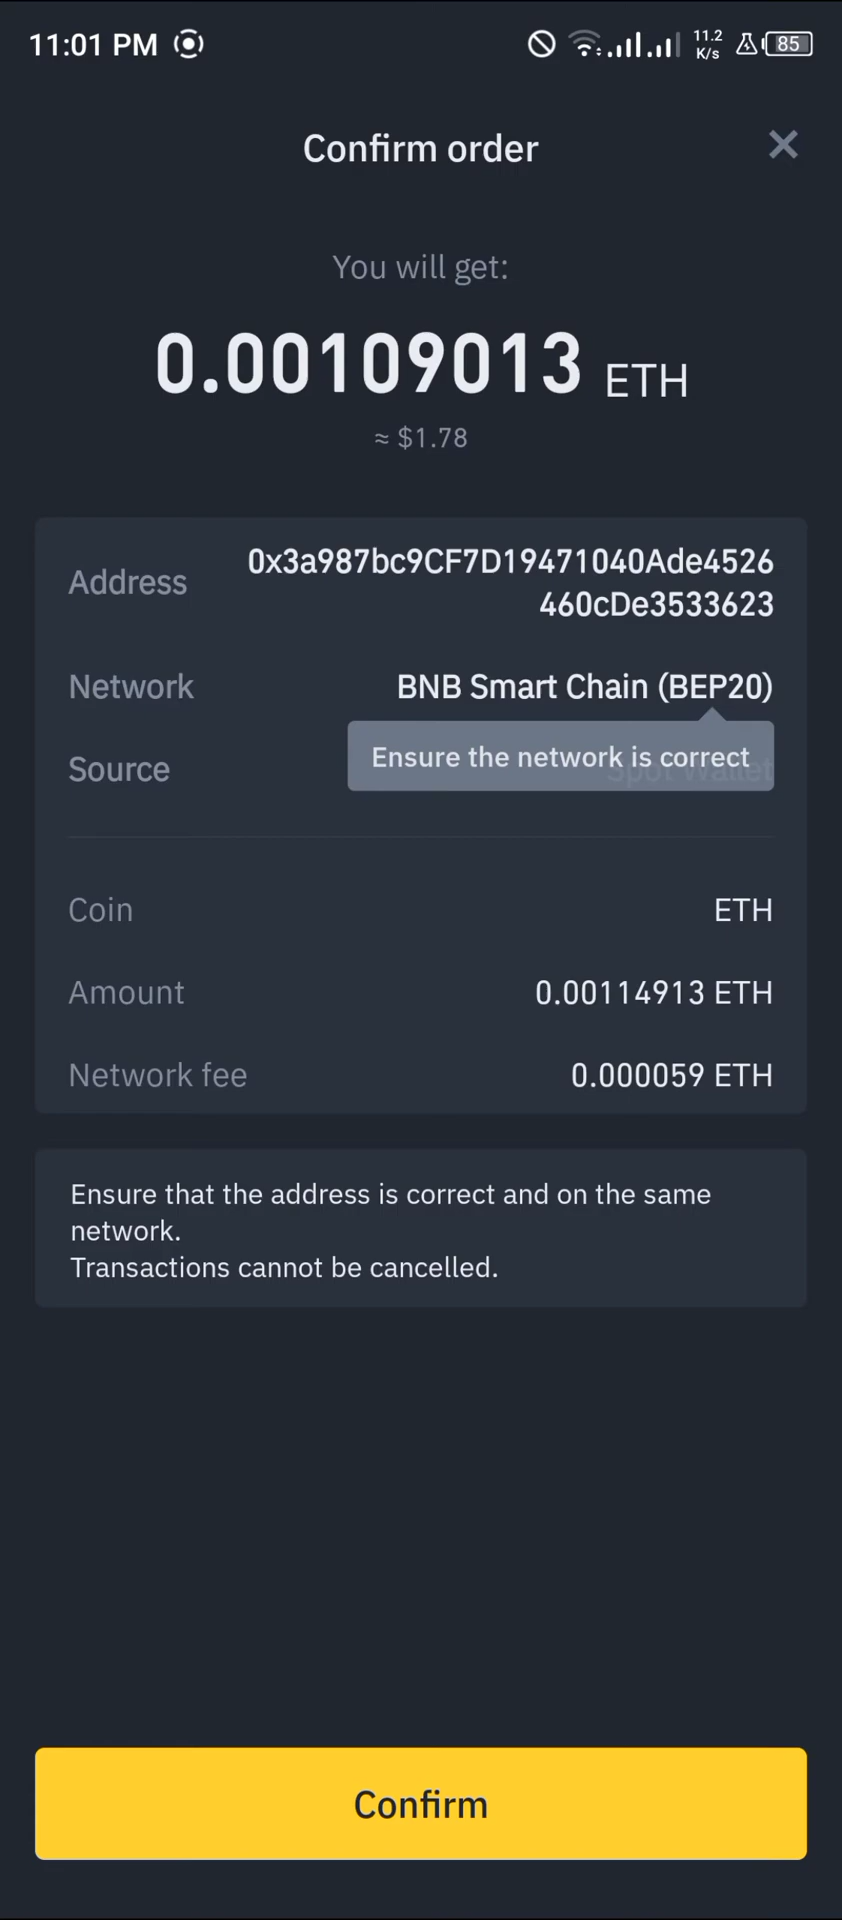 11:01 PM
11.2
K/s
85
Confirm order
You will get:
0.00109013 ETH
≈ $1.78
Address
0x3a987bc9CF7D19471040Ade4526
460cDe3533623
Network
BNB Smart Chain (BEP20)
Ensure the network is correct
Source
Spot Wallet
Coin
ETH
Amount
0.00114913 ETH
Network fee
0.000059 ETH
Ensure that the address is correct and on the same
network.
Transactions cannot be cancelled.
Confirm